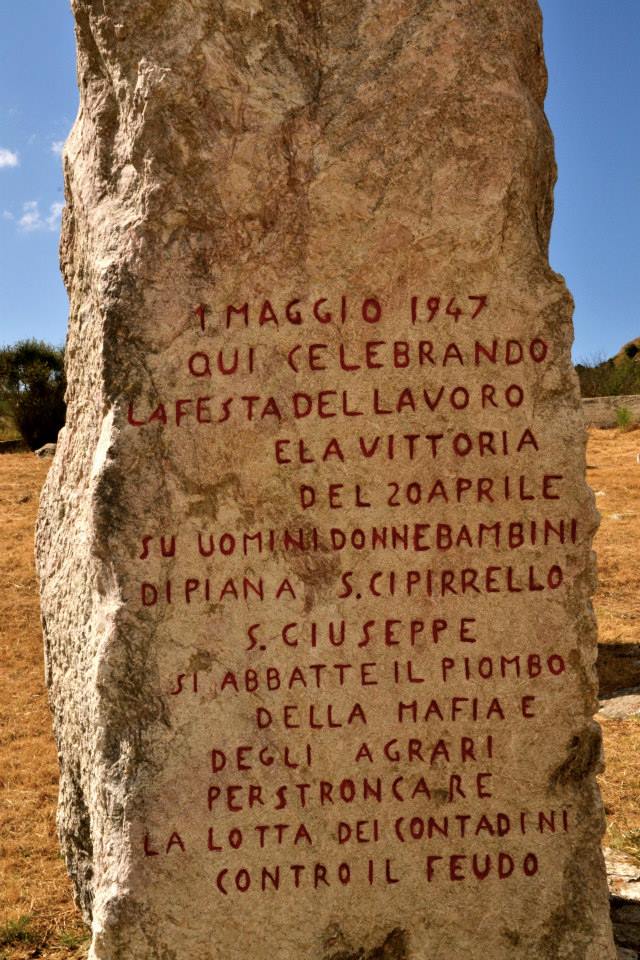 1 MAGGIO 1947
QUI CELEBRANDO
LA FESTA DEL LAVORO
E LA VITTORIA
DEL 20 APRILE
SU UOMINI DONNE BAMBINI
DI PIANA S. CIPIRRELLO
S. GIUSEPPE
SI ABBATTE IL PIOMBO
DELLA MAFIA E
DEGLI AGRARI
PER STRONCARE
LA LOTTA DEI CONTADINI
CONTRO IL FEUDO